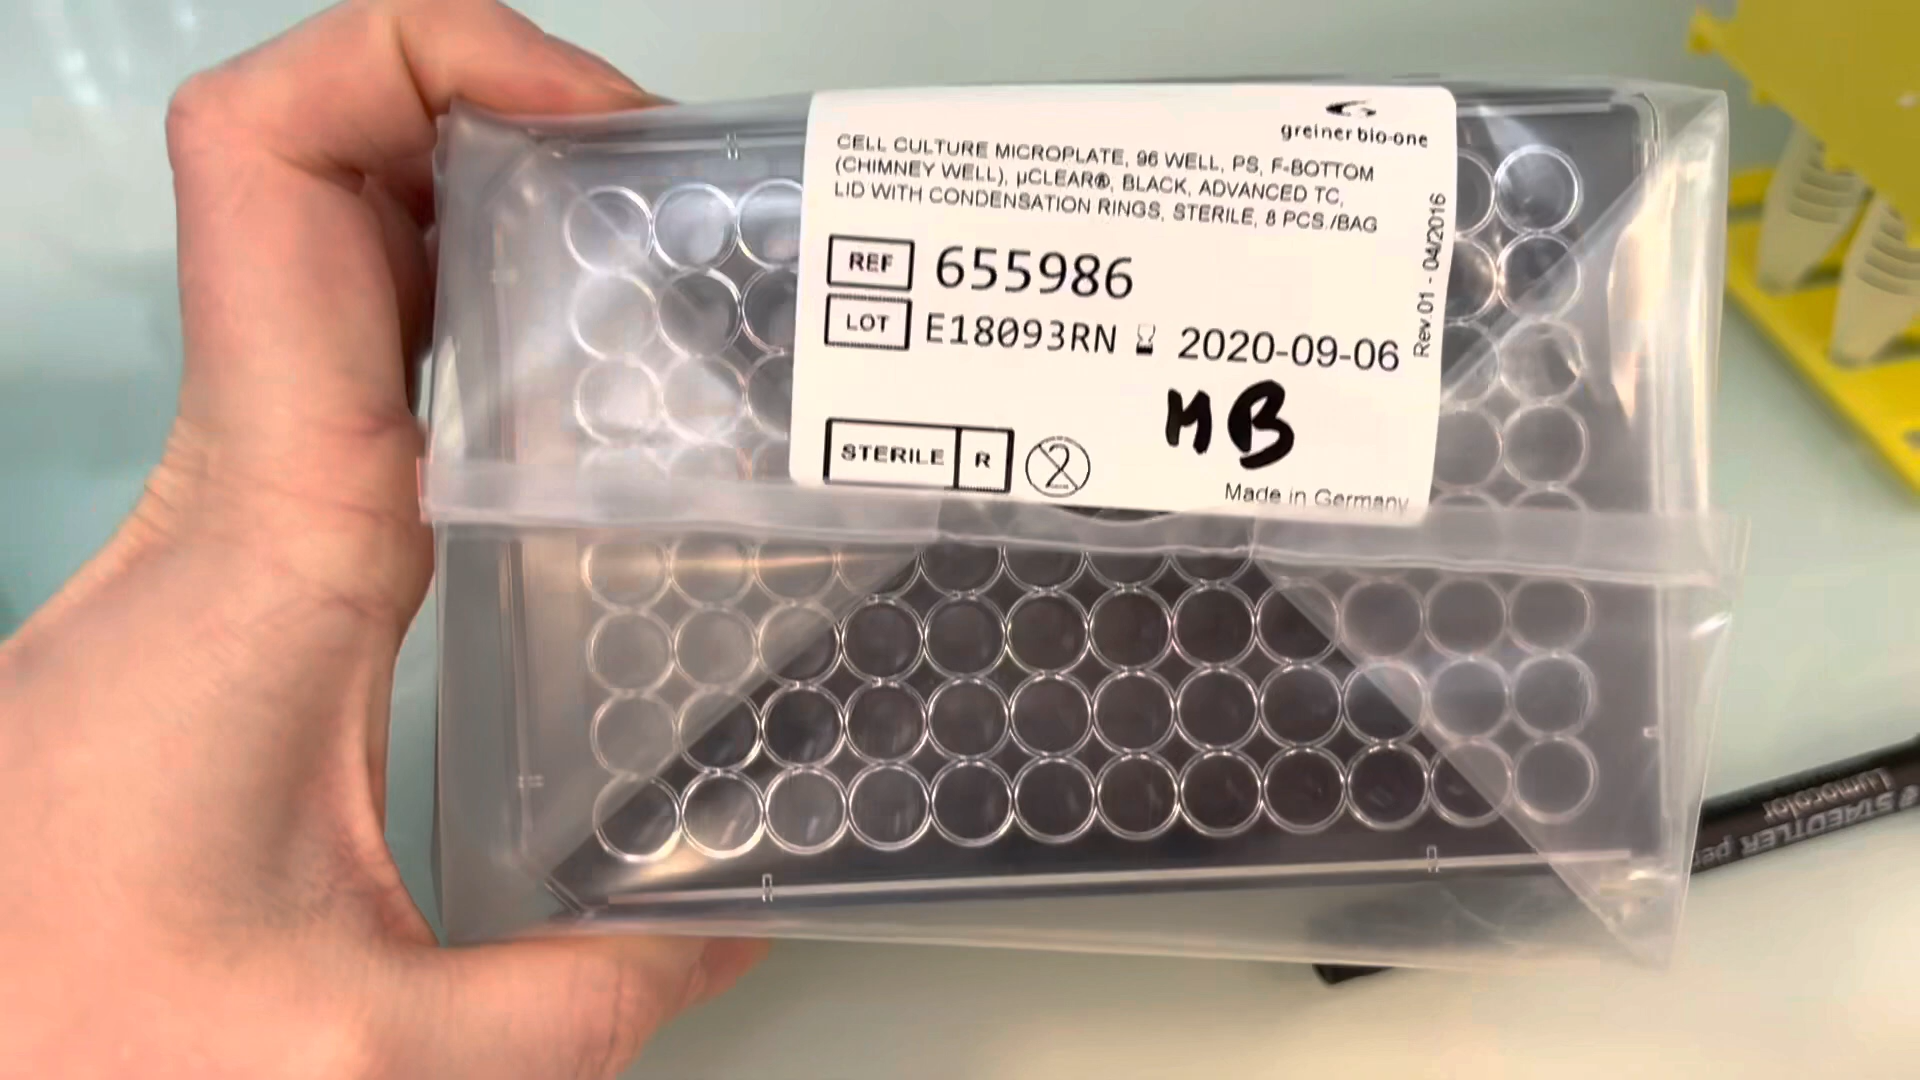 greiner bio-one
CELL CULTURE MICROPLATE, 96 WELL, PS, F-BOTTOM
(CHIMNEY WELL), µCLEAR®, BLACK, ADVANCED TC,
LID WITH CONDENSATION RINGS, STERILE, 8 PCS./BAG
REF 655986
LOT E18093RN 2020-09-06
Rev.01 - 04/2016
MB
STERILE R 2
Made in Germany
STAEDTLER pe
Lumocolor